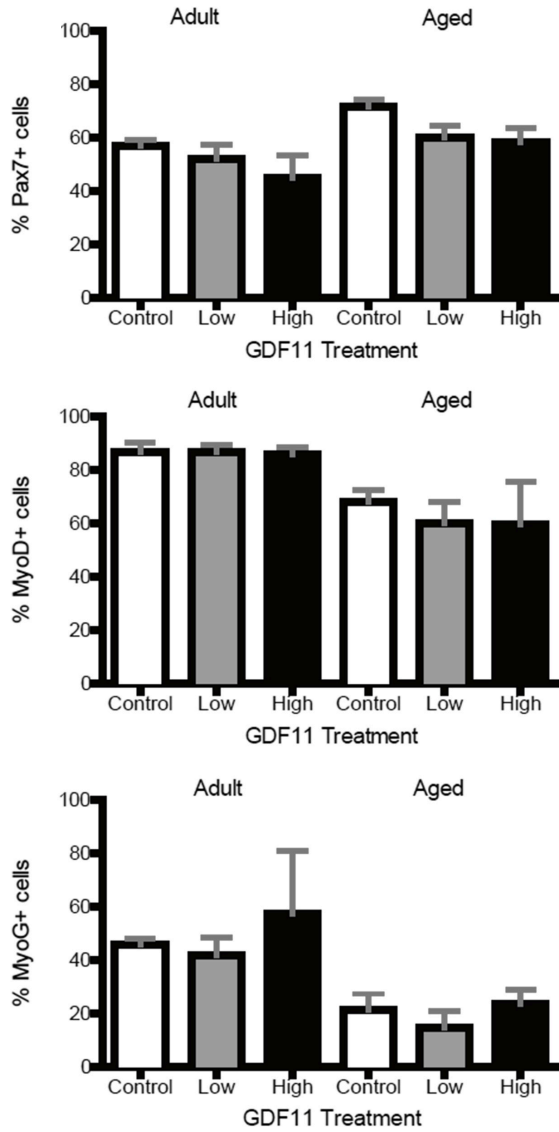 Adult Aged
% Pax7+ cells
100
80
60
40
20
0
Control Low High Control Low High
GDF11 Treatment
Adult Aged
% MyoD+ cells
100
80
60
40
20
0
Control Low High Control Low High
GDF11 Treatment
Adult Aged
% MyoG+ cells
100
80
60
40
20
0
Control Low High Control Low High
GDF11 Treatment